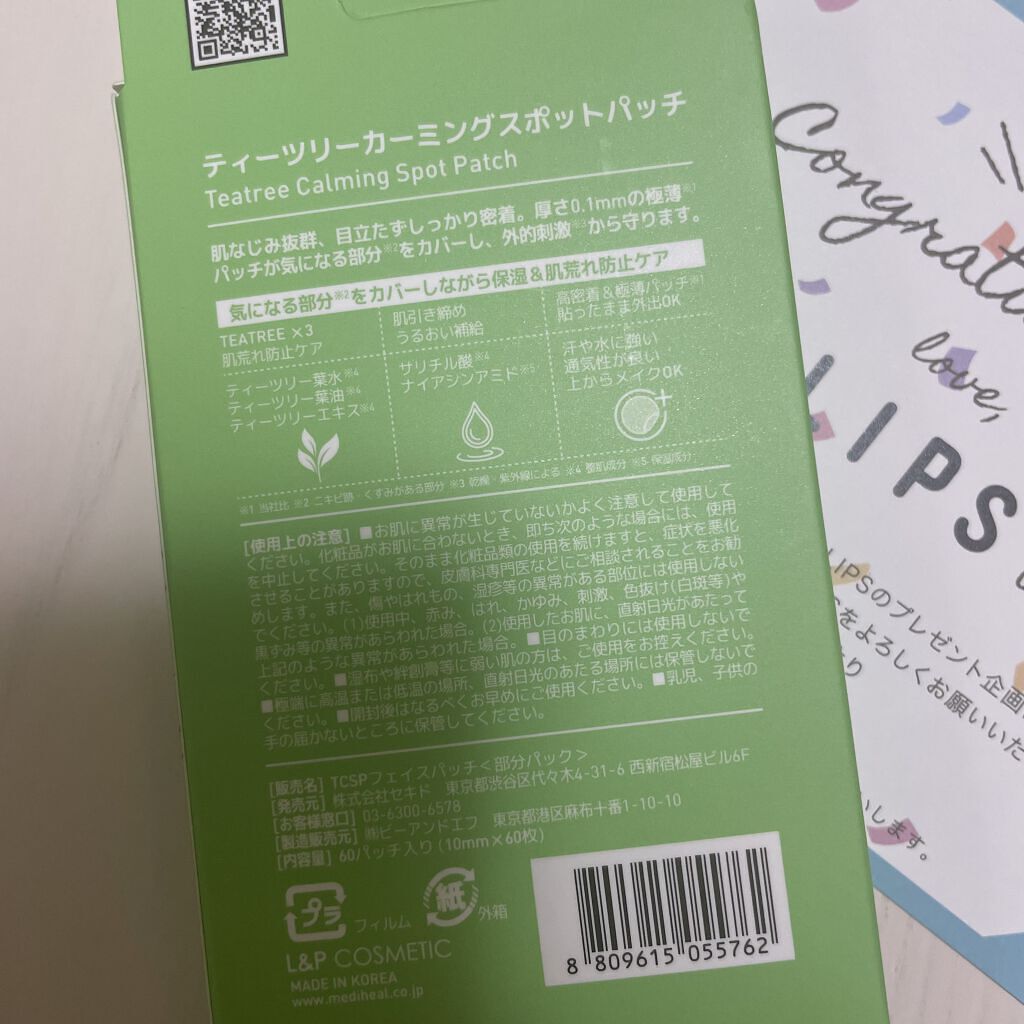 ティーツリーカーミングスポットパッチ
Teatree Calming Spot Patch
肌なじみ抜群、目立たずしっかり密着。厚さ0.1mmの極薄※1
パッチが気になる部分※2をカバーし、外的刺激※3から守ります。
気になる部分※2をカバーしながら保湿&肌荒れ防止ケア
TEATREE ×3
肌荒れ防止ケア
ティーツリー葉水※4
ティーツリー葉油※4
ティーツリーエキス※4
肌引き締め
うるおい補給
サリチル酸※4
ナイアシンアミド※5
高密着&極薄パッチ※1
貼ったまま外出OK
汗や水に強い
通気性が良い
上からメイクOK
※1 当社比 ※2 ニキビ跡・くすみがある部分 ※3 乾燥・紫外線による ※4 整肌成分 ※5 保湿成分
[使用上の注意] ■お肌に異常が生じていないかよく注意して使用して
ください。化粧品がお肌に合わないとき、即ち次のような場合には、使用
を中止してください。そのまま化粧品類の使用を続けますと、症状を悪化
させることがありますので、皮膚科専門医などにご相談されることをお勧
めします。また、傷やはれもの、湿疹等の異常がある部位には使用しない
でください。(1)使用中、赤み、はれ、かゆみ、刺激、色抜け(白斑等)や
黒ずみ等の異常があらわれた場合。(2)使用したお肌に、直射日光があたって
上記のような異常があらわれた場合。■目のまわりには使用しないで
ください。■湿布や絆創膏等に弱い肌の方は、ご使用をお控えください。
■極端に高温または低温の場所、直射日光のあたる場所には保管しないで
ください。■開封後はなるべくお早めにご使用ください。■乳児、子供の
手の届かないところに保管してください。
[販売名] TCSPフェイスパッチ<部分パック>
[発売元] 株式会社セキド 東京都渋谷区代々木4-31-6 西新宿松屋ビル6F
[お客様窓口] 03-6300-6578
[製造販売元] ㈱ビーアンドエフ 東京都港区麻布十番1-10-10
[内容量] 60パッチ入り (10mm×60枚)
プラ フィルム
紙 外箱
L&P COSMETIC
MADE IN KOREA
www.mediheal.co.jp
8 809615 055762
Congratu
love,
LIPS
LIPSのプレゼント企画
をよろしくお願いいた
します。